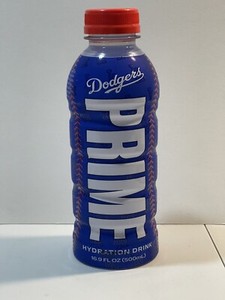 Dodgers
PRIME
HYDRATION DRINK
16.9 FL OZ (500mL)